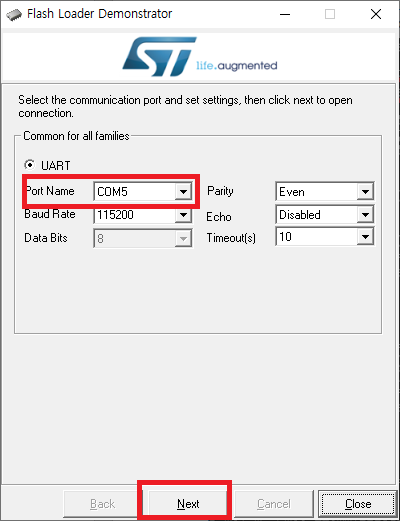 Flash Loader Demonstrator
ST life.augmented
Select the communication port and set settings, then click next to open
connection.
Common for all families
UART
Port Name COM5 Parity Even
Baud Rate 115200 Echo Disabled
Data Bits 8 Timeout(s) 10
Back Next Cancel Close